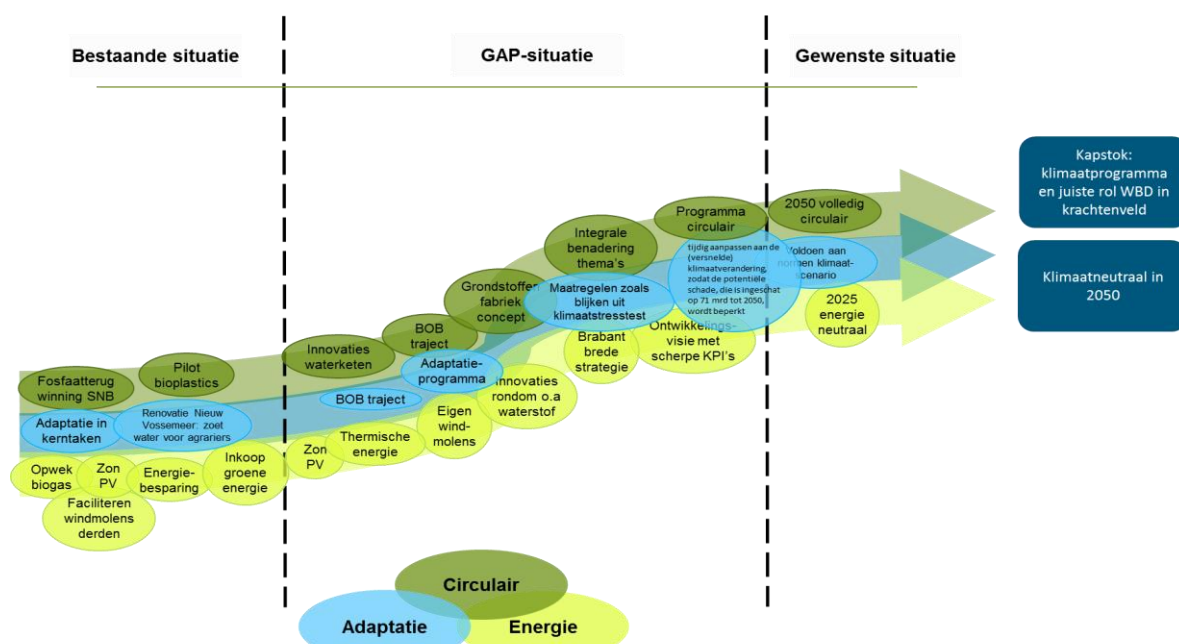 Bestaande situatie
GAP-situatie
Gewenste situatie
Kapstok:
klimaatprogramma
en juiste rol WBD in
krachtenveld
Klimaatneutraal in
2050
2050 volledig
circulair
Programma
circulair
Integrale
benadering
thema's
Grondstoffen
fabriek
concept
BOB
traject
Innovaties
waterketen
Pilot
bioplastics
Fosfaatterug
winning SNB
Voldoen aan
normen klimaat-
scenario
tijdig aanpassen aan de
(versnelde)
klimaatverandering,
zodat de potentiële
schade, die is ingeschat
op 71 mrd tot 2050,
wordt beperkt
Maatregelen zoals
blijken uit
klimaatstresstest
Adaptatie-
programma
BOB traject
Renovatie Nieuw
Vossemeer: zoet
water voor agrariers
Adaptatie in
kerntaken
2025
energie
neutraal
Ontwikkelings-
visie met
scherpe KPI's
Brabant
brede
strategie
Innovaties
rondom o.a
waterstof
Eigen
wind-
molens
Thermische
energie
Zon
PV
Inkoop
groene
energie
Energie-
besparing
Zon
PV
Opwek
biogas
Faciliteren
windmolens
derden
Circulair
Adaptatie
Energie